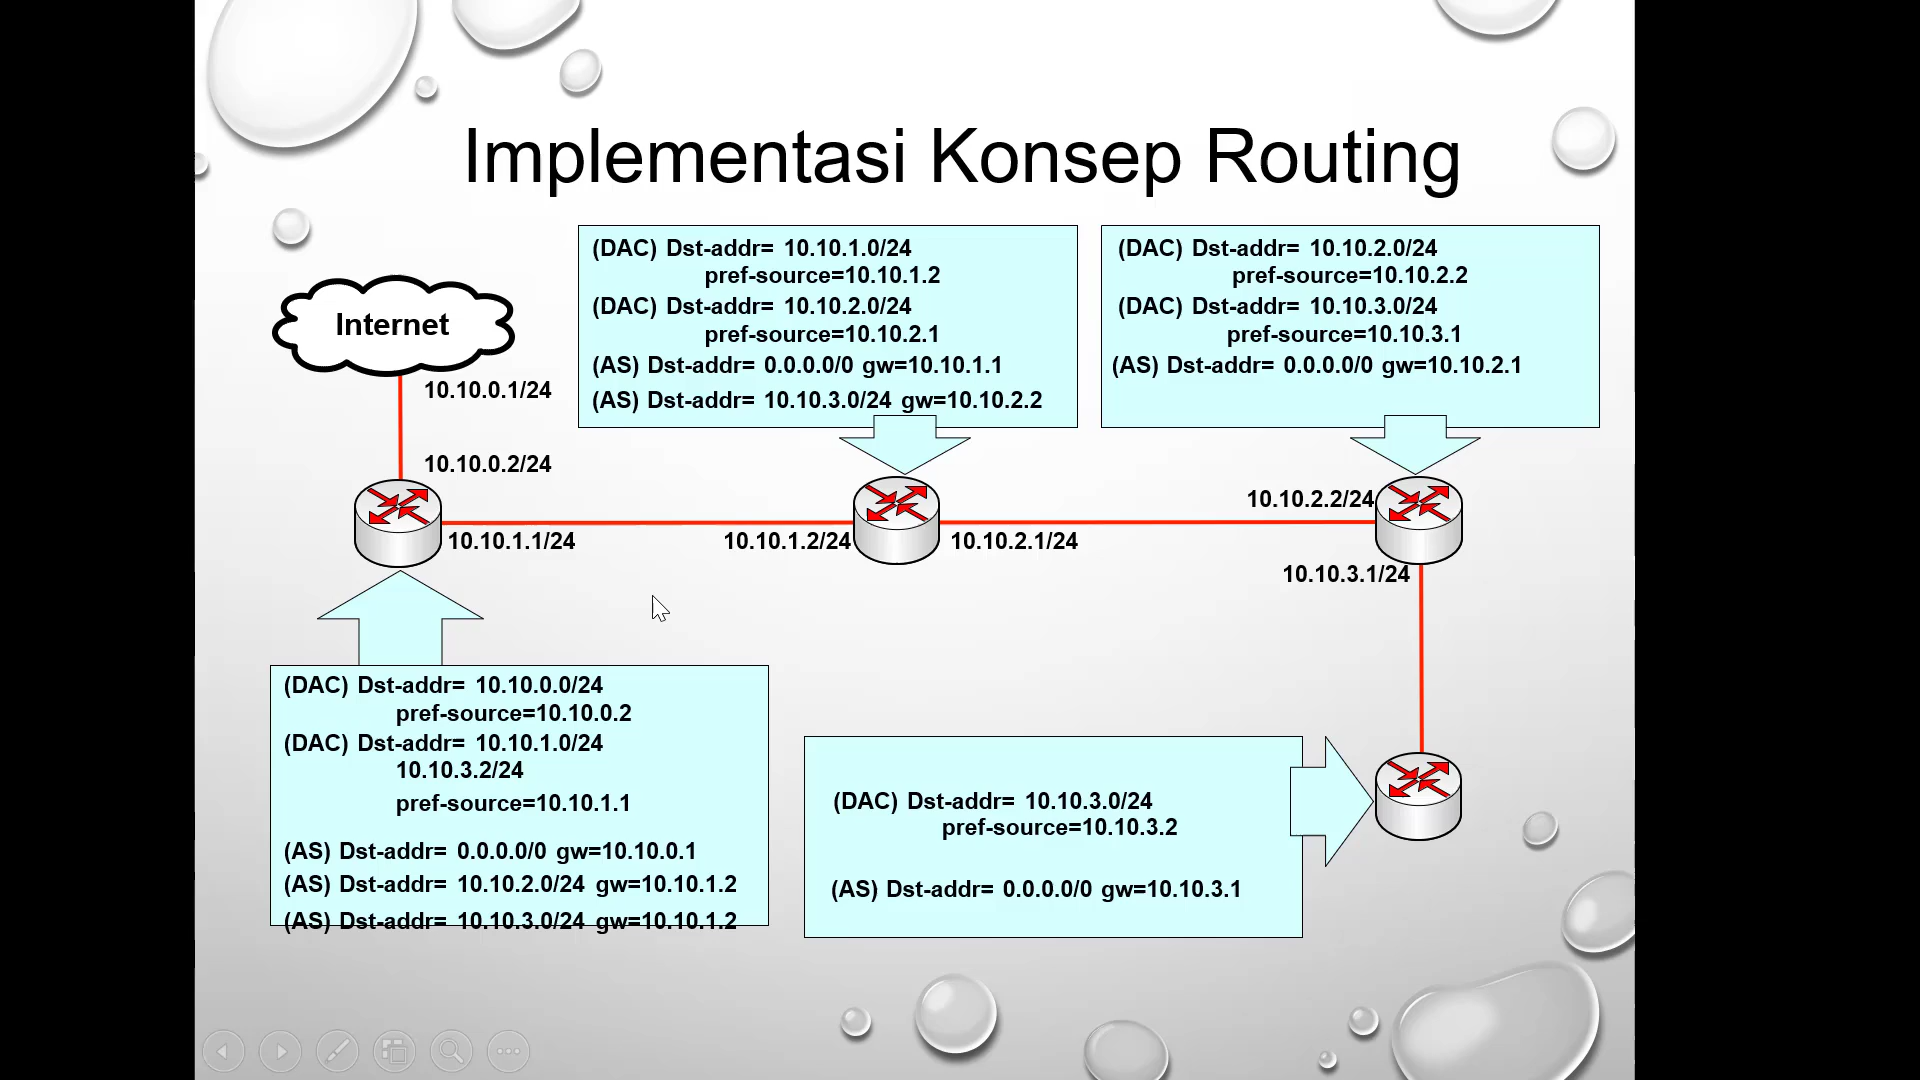 Implementasi Konsep Routing
(DAC) Dst-addr= 10.10.1.0/24
pref-source=10.10.1.2
(DAC) Dst-addr= 10.10.2.0/24
pref-source=10.10.2.1
(AS) Dst-addr= 0.0.0.0/0 gw=10.10.1.1
(AS) Dst-addr= 10.10.3.0/24 gw=10.10.2.2
(DAC) Dst-addr= 10.10.2.0/24
pref-source=10.10.2.2
(DAC) Dst-addr= 10.10.3.0/24
pref-source=10.10.3.1
(AS) Dst-addr= 0.0.0.0/0 gw=10.10.2.1
Internet
10.10.0.1/24
10.10.0.2/24
10.10.1.1/24
10.10.1.2/24
10.10.2.1/24
10.10.2.2/24
10.10.3.1/24
(DAC) Dst-addr= 10.10.0.0/24
pref-source=10.10.0.2
(DAC) Dst-addr= 10.10.1.0/24
10.10.3.2/24
pref-source=10.10.1.1
(AS) Dst-addr= 0.0.0.0/0 gw=10.10.0.1
(AS) Dst-addr= 10.10.2.0/24 gw=10.10.1.2
(AS) Dst-addr= 10.10.3.0/24 gw=10.10.1.2
(DAC) Dst-addr= 10.10.3.0/24
pref-source=10.10.3.2
(AS) Dst-addr= 0.0.0.0/0 gw=10.10.3.1